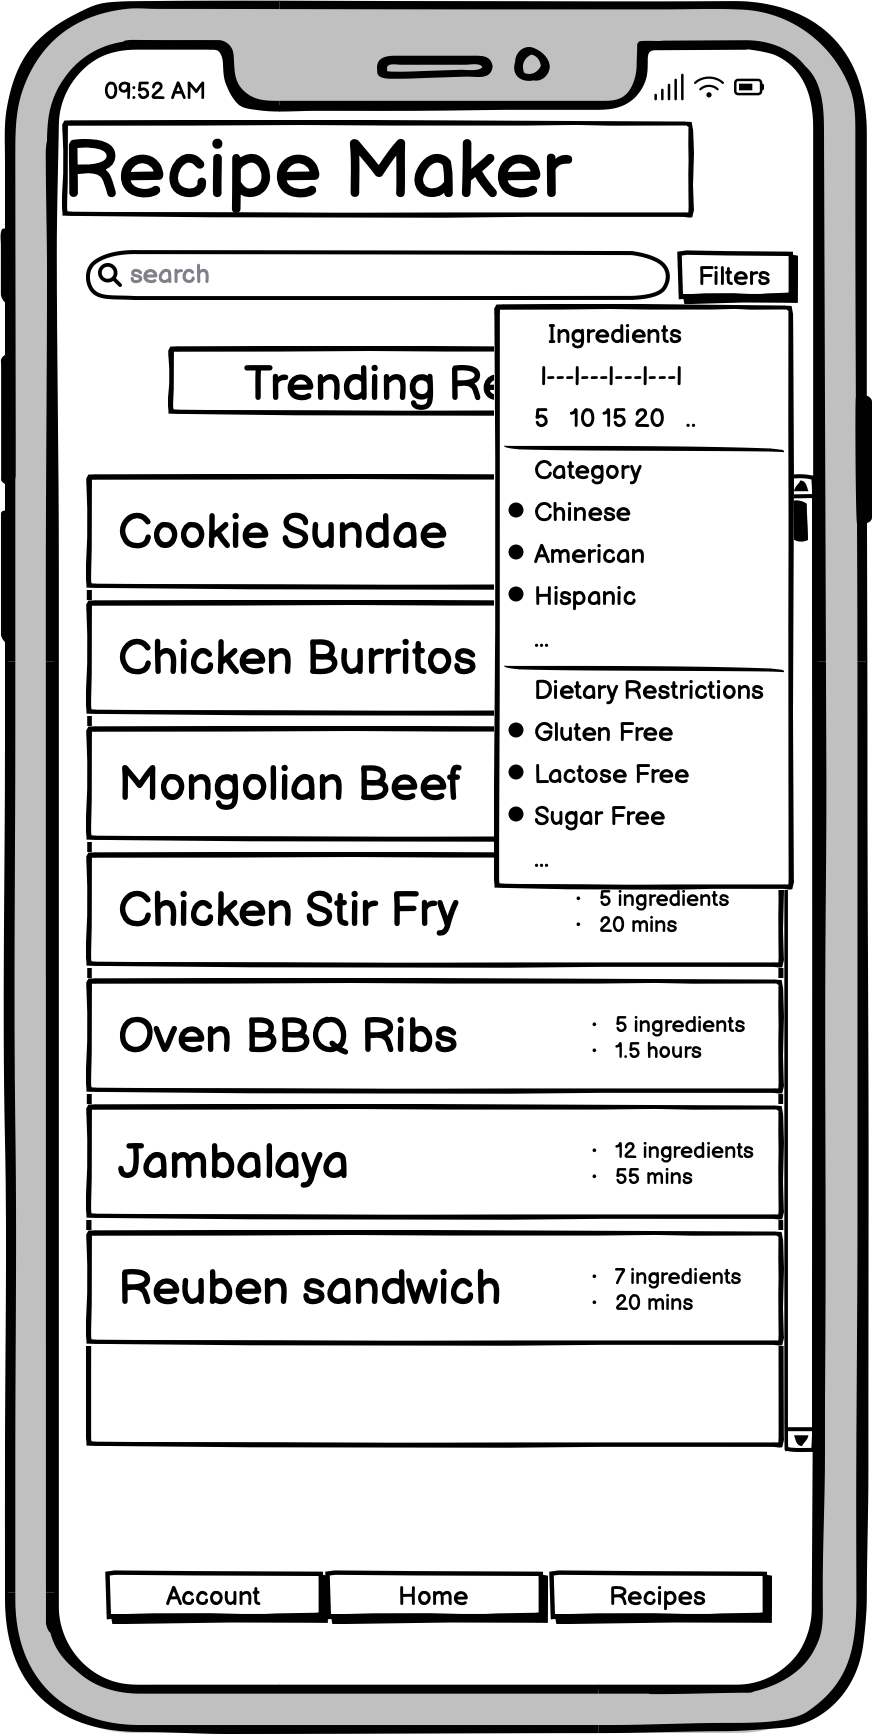 09:52 AM
Recipe Maker
search
Filters
Ingredients
|---|---|---|---|
5 10 15 20 ..
Trending
Category
Chinese
American
Hispanic
...
Dietary Restrictions
Gluten Free
Lactose Free
Sugar Free
...
Cookie Sundae
Chicken Burritos
Mongolian Beef
Chicken Stir Fry
· 5 ingredients
· 20 mins
Oven BBQ Ribs
· 5 ingredients
· 1.5 hours
Jambalaya
· 12 ingredients
· 55 mins
Reuben sandwich
· 7 ingredients
· 20 mins
Account
Home
Recipes